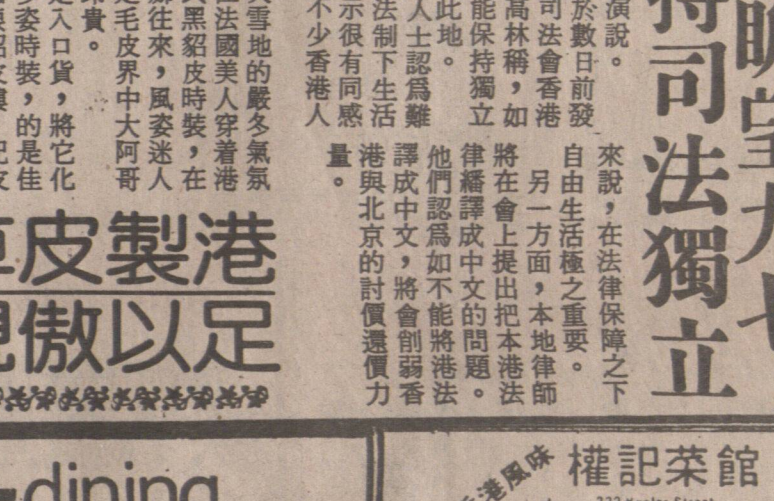 望九七
持司法獨立
演說。
於數日前發
司法會香港
高林稱，如
能保持獨立
此地。
人士認爲難
法制下生活
示很有同感
不少香港人
來說，在法律保障之下
自由生活極之重要。
另一方面，本地律師
將在會上提出把本港法
律繙譯成中文的問題。
他們認爲如不能將港法
譯成中文，將會削弱香
港與北京的討價還價力
量。
雪地的嚴冬氣氛
法國美人穿着港
黑貂皮時裝，在
往來，風姿迷人
毛皮界中大阿哥
貴。
入口貨，將它化
姿時裝，的是佳
港製皮
足以傲
dining
港風味
權記菜館